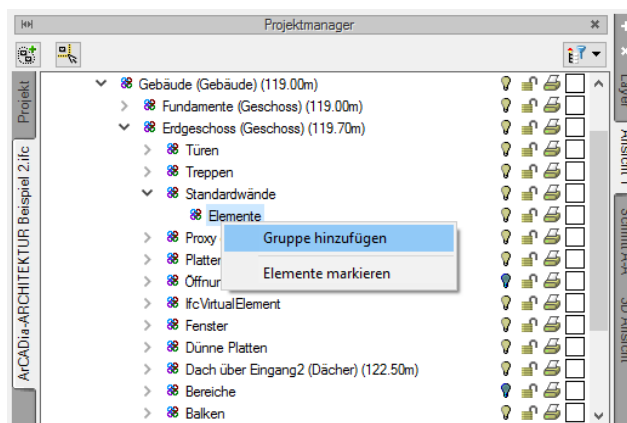 Projektmanager
Projekt
ArCADia-ARCHITEKTUR Beispiel 2.ifc
Gebäude (Gebäude) (119.00m)
Fundamente (Geschoss) (119.00m)
Erdgeschoss (Geschoss) (119.70m)
Türen
Treppen
Standardwände
Elemente
Gruppe hinzufügen
Elemente markieren
Proxy
Platten
Öffnun
IfcVirtualElement
Fenster
Dünne Platten
Dach über Eingang2 (Dächer) (122.50m)
Bereiche
Balken
Layer
Ansicht 1
Schnitt A-A
3D Ansicht